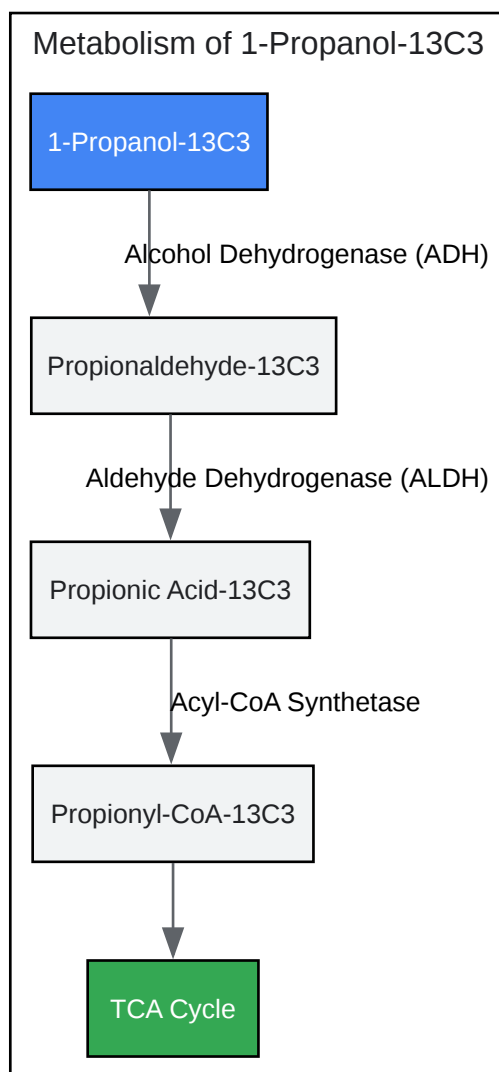 Metabolism of 1-Propanol-13C3
1-Propanol-13C3
Alcohol Dehydrogenase (ADH)
Propionaldehyde-13C3
Aldehyde Dehydrogenase (ALDH)
Propionic Acid-13C3
Acyl-CoA Synthetase
Propionyl-CoA-13C3
TCA Cycle